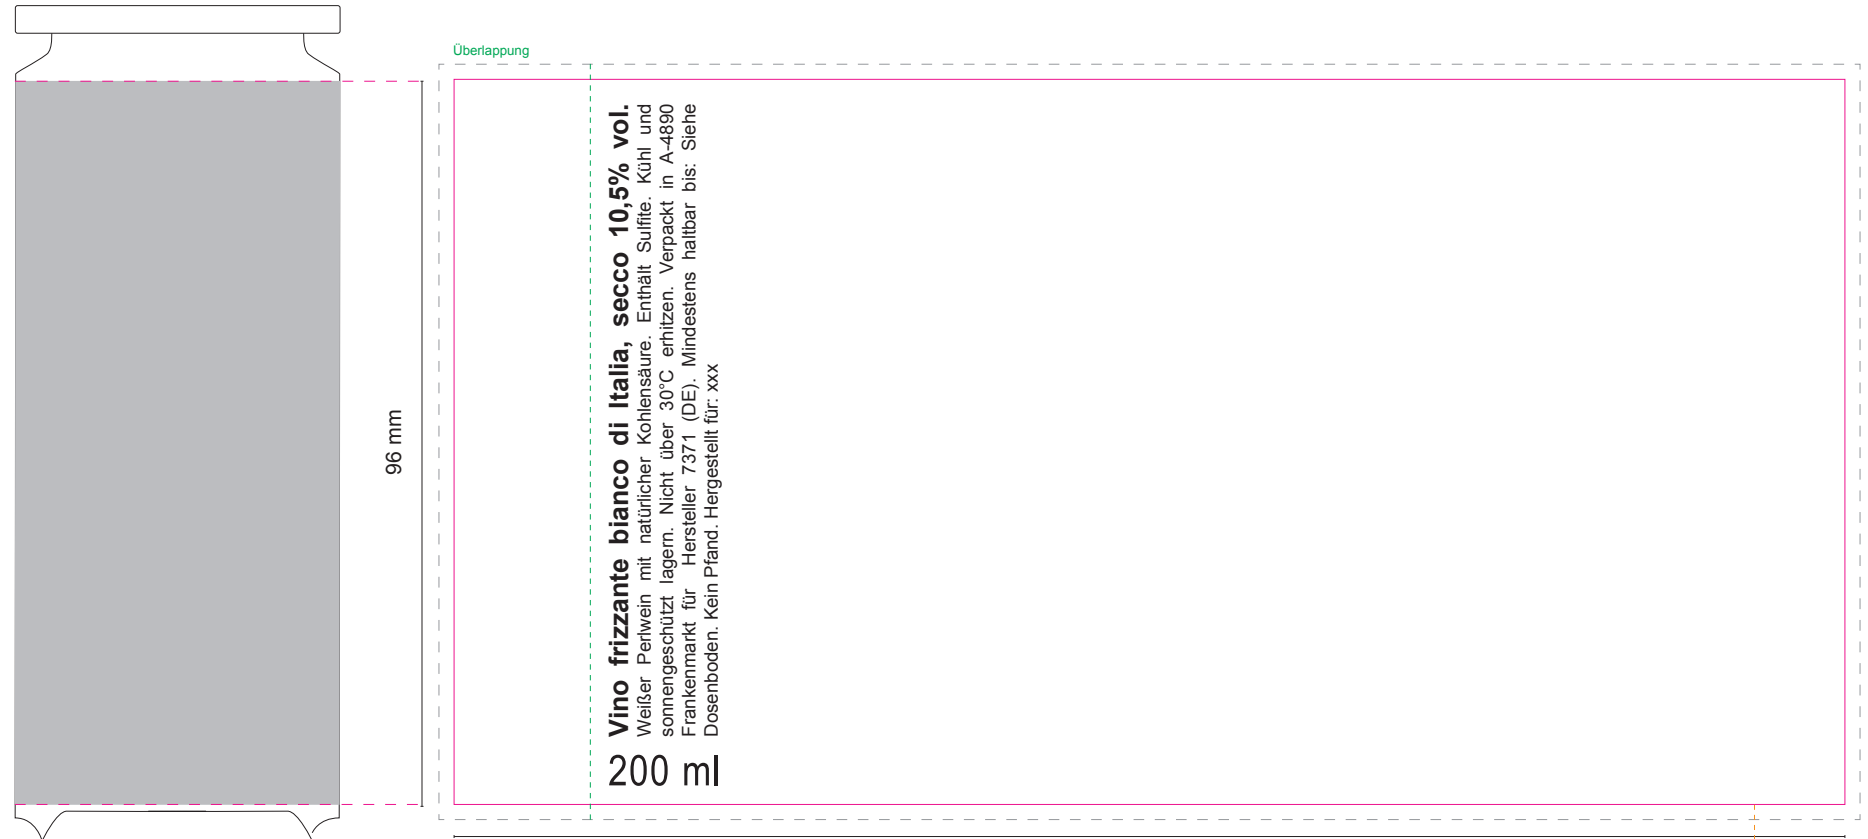 Überlappung
96 mm
Vino frizzante bianco di Italia, secco 10,5% vol.
Weißer Perlwein mit natürlicher Kohlensäure. Enthält Sulfite. Kühl und
sonnengeschützt lagern. Nicht über 30°C erhitzen. Verpackt in A-4890
Frankenmarkt für Hersteller 7371 (DE). Mindestens haltbar bis: Siehe
Dosenboden. Kein Pfand. Hergestellt für: xxx
200 ml